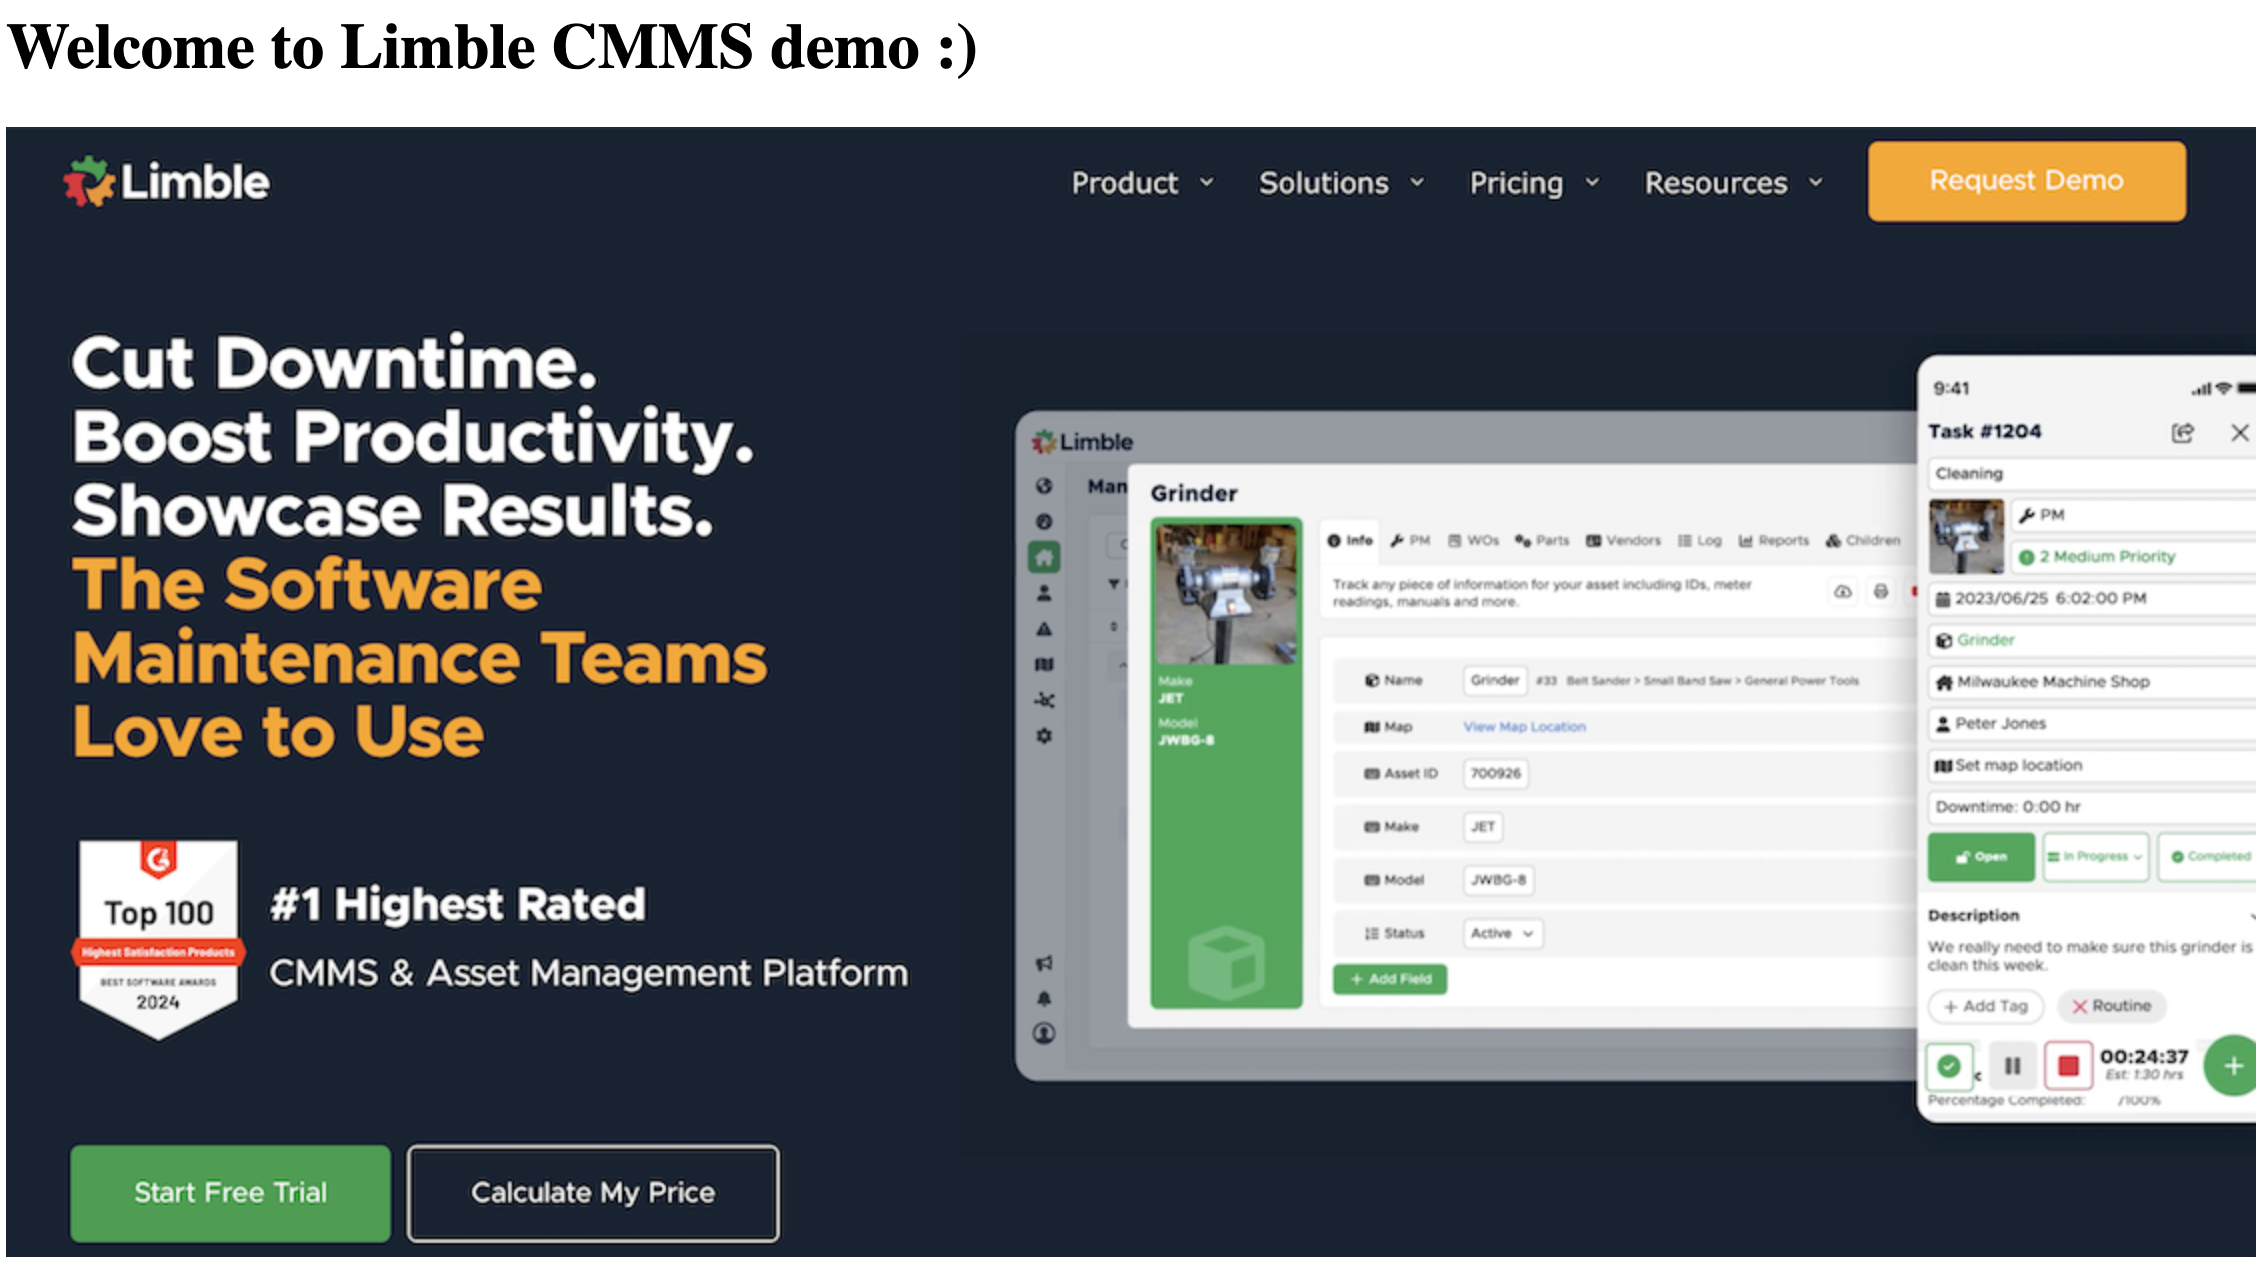 Welcome to Limble CMMS demo :)
Limble
Product
Solutions
Pricing
Resources
Request Demo
Cut Downtime.
Boost Productivity.
Showcase Results.
The Software
Maintenance Teams
Love to Use
Top 100
Highest Satisfaction Products
BEST SOFTWARE AWARDS
2024
#1 Highest Rated
CMMS & Asset Management Platform
Start Free Trial
Calculate My Price
Limble
Man
Grinder
Make
JET
Model
JWBG-8
Info PM WOs Parts Vendors Log Reports Children
Track any piece of information for your asset including IDs, meter
readings, manuals and more.
Name Grinder #33 Belt Sander > Small Band Saw > General Power Tools
Map View Map Location
Asset ID 700926
Make JET
Model JWBG-8
Status Active
+ Add Field
9:41
Task #1204
Cleaning
PM
2 Medium Priority
2023/06/25 6:02:00 PM
Grinder
Milwaukee Machine Shop
Peter Jones
Set map location
Downtime: 0:00 hr
Open In Progress Completed
Description
We really need to make sure this grinder is
clean this week.
+ Add Tag Routine
00:24:37
Est: 1:30 hrs
Percentage Completed: /100%